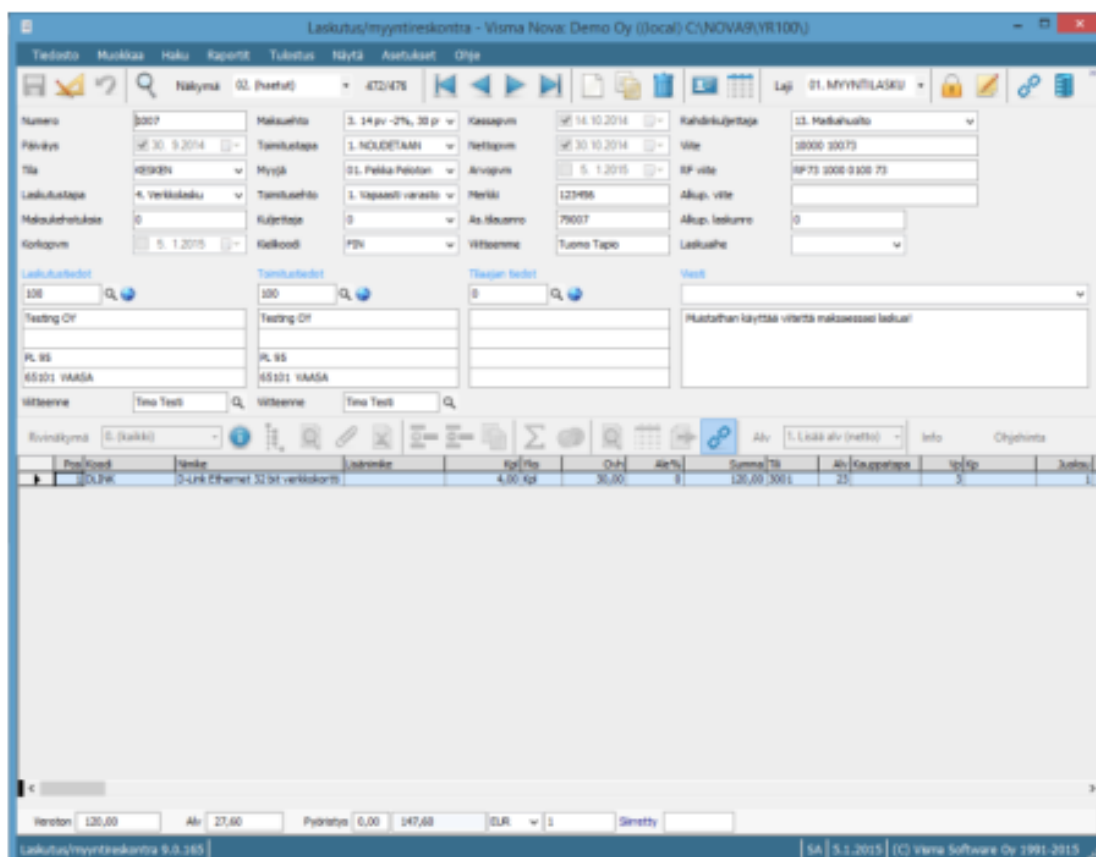 Laskutus/myyntireskontra - Visma Nova: Demo Oy ((local) C:\NOVA9\YR100\)
Tiedosto Muokkaa Haku Raportit Tulostus Näytä Asetukset Ohje
Näkymä 02. (haetut) 472/476 Laji 01. MYYNTILASKU
Numero 3007 Maksuehto 3. 14 pv -2%, 30 pv Kassapvm 14.10.2014 Rahdinkuljettaja 13. Matkahuolto
Päiväys 30. 9.2014 Toimitustapa 1. NOUDETAAN Nettopvm 30.10.2014 Viite 10000 10073
Tila KESKEN Myyjä 01. Pekka Peloton Arvopvm 5. 1.2015 RF viite RF73 1000 0100 73
Laskutustapa 4. Verkkolasku Toimitusehto 1. Vapaasti varasto Merkki 123456 Alkup. viite
Maksukehotuksia 0 Kuljettaja 0 As.tilausnro 79007 Alkup. laskunro 0
Korkopvm 5. 1.2015 Kielikoodi FIN Viitteemme Tuomo Tapio Laskuaihe
Laskutustiedot Toimitustiedot Tilaajan tiedot Viesti
100 100 0
Testing OY Testing OY Muistathan käyttää viitettä maksaessasi laskua!
PL 95 PL 95
65101 VAASA 65101 VAASA
Viitteenne Timo Testi Viitteenne Timo Testi
Rivinäkymä 0. (kaikki) Alv 1. Lisää alv (netto) Info Ohjehinta
Pos Koodi Nimike Lisänimike Kpl Yks Ovh Ale% Summa Tili Alv Kauppatapa Vp Kp
1 DLINK D-Link Ethernet 32 bit verkkokortti 4,00 Kpl 30,00 0 120,00 3001 23 3 1
Veroton 120,00 Alv 27,60 Pyöristys 0,00 147,60 EUR 1 Siirretty
Laskutus/myyntireskontra 9.0.165 SA 5.1.2015 (C) Visma Software Oy 1991-2015